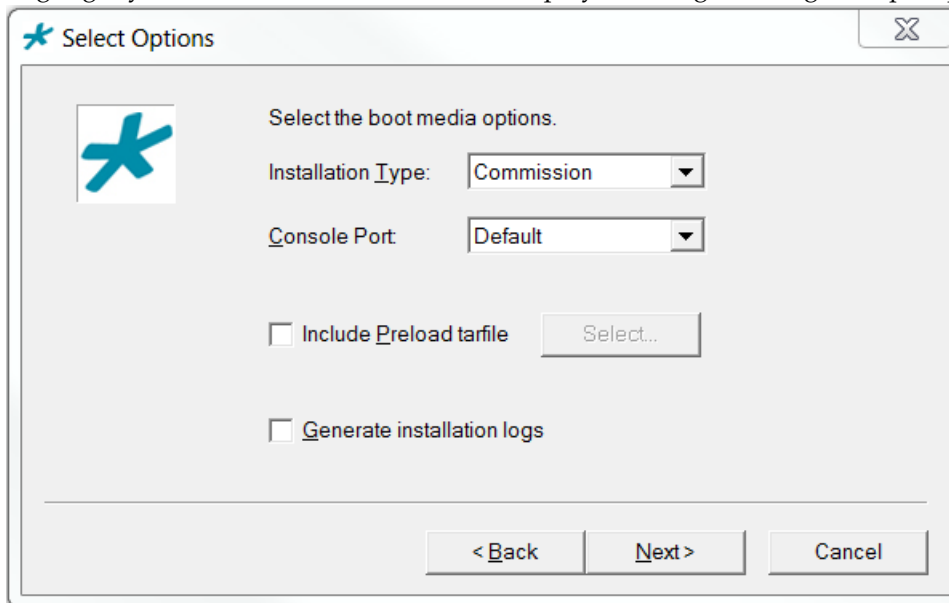 Select Options
Select the boot media options.
Installation Type: Commission
Console Port: Default
Include Preload tarfile Select...
Generate installation logs
< Back Next > Cancel